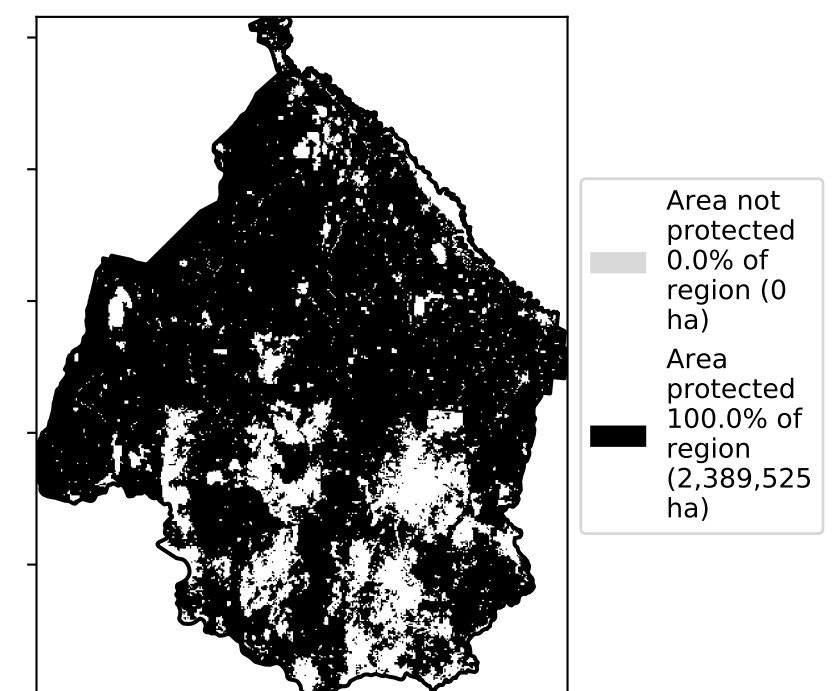 Area not
protected
0.0% of
region (0
ha)
Area
protected
100.0% of
region
(2,389,525
ha)